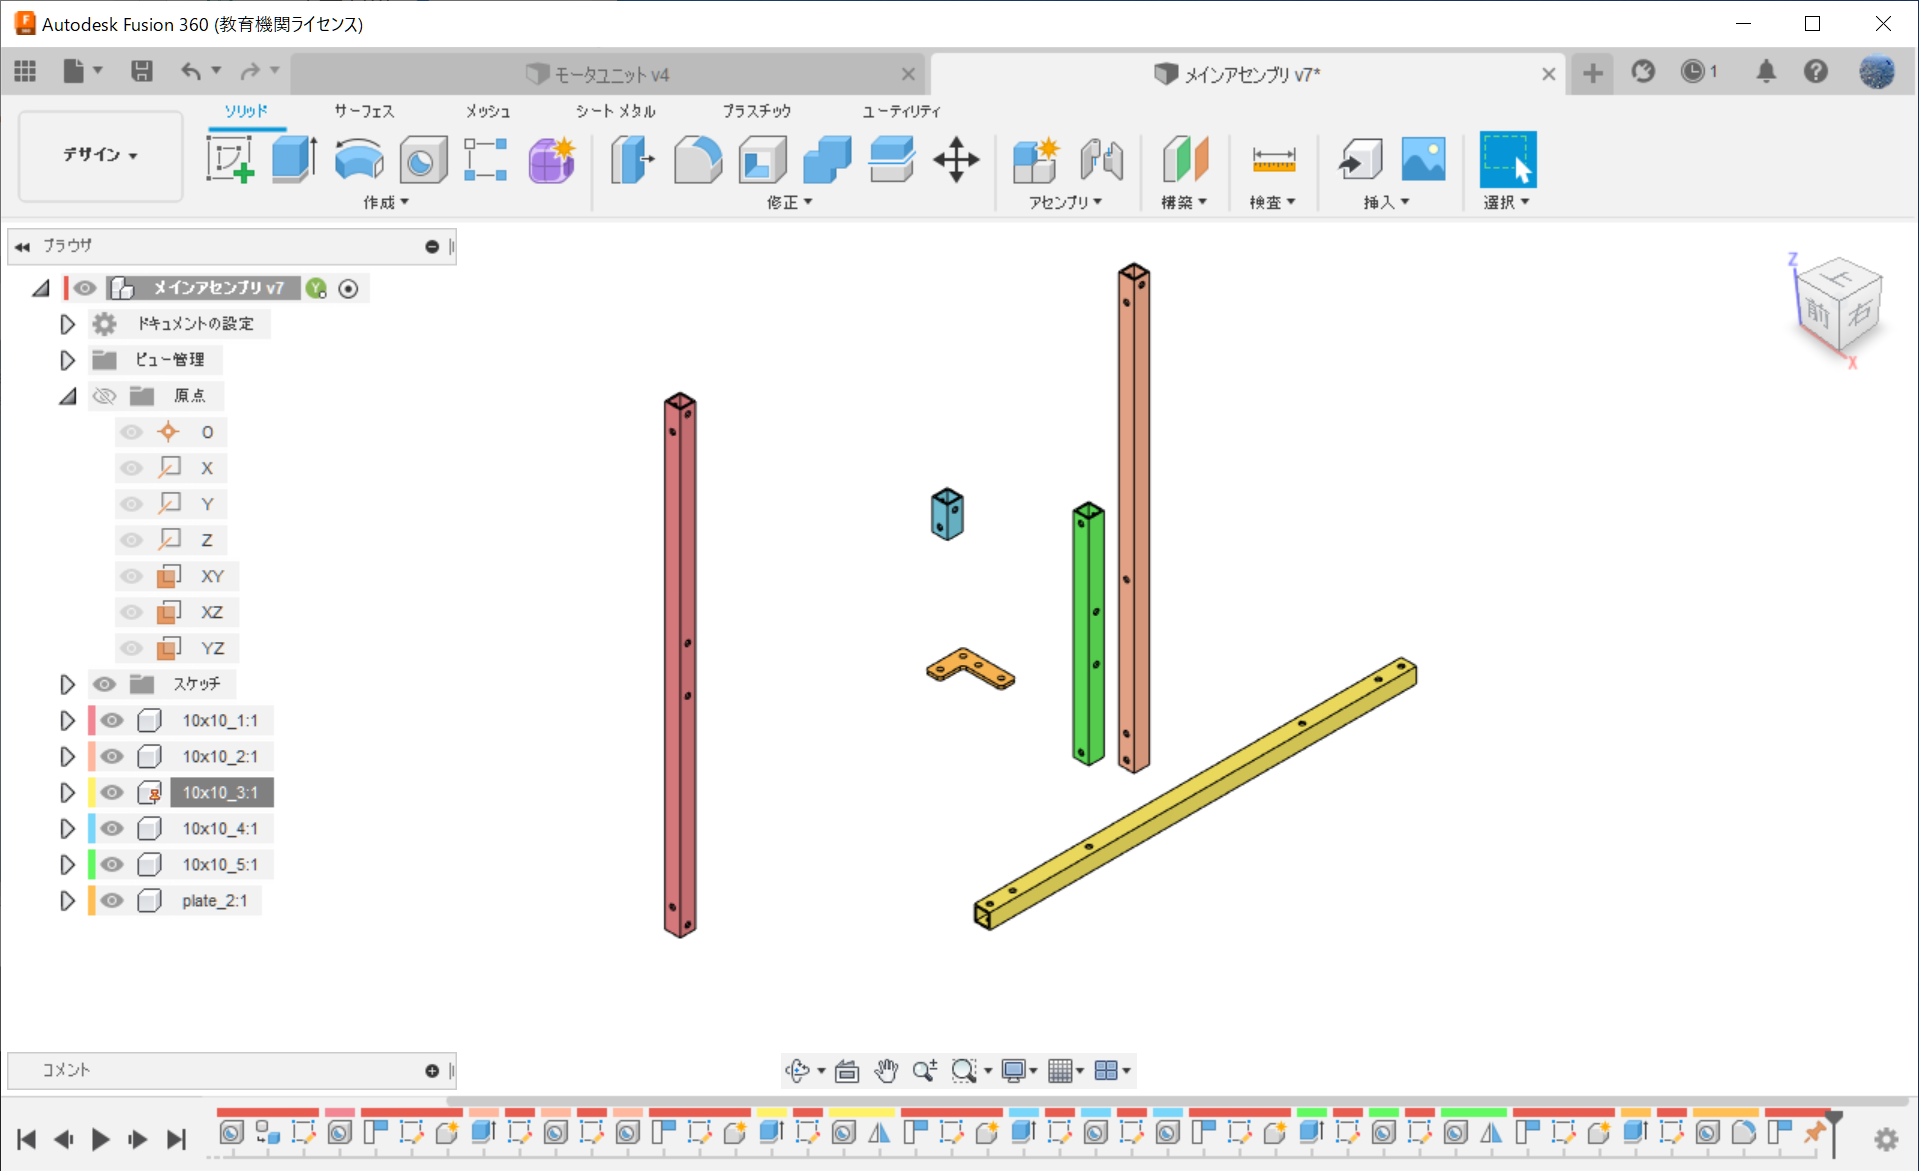 Autodesk Fusion 360 (教育機関ライセンス)
モータユニット v4
メインアセンブリ v7*
1
ソリッド
サーフェス
メッシュ
シート メタル
プラスチック
ユーティリティ
デザイン
作成
修正
アセンブリ
構築
検査
挿入
選択
ブラウザ
メインアセンブリ v7
ドキュメントの設定
ビュー管理
原点
O
X
Y
Z
XY
XZ
YZ
スケッチ
10x10_1:1
10x10_2:1
10x10_3:1
10x10_4:1
10x10_5:1
plate_2:1
Z
上
前
右
X
コメント